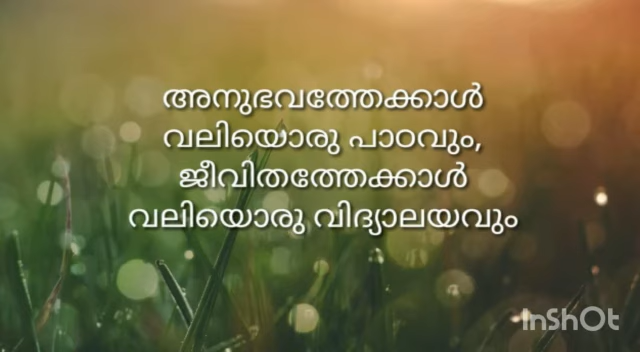 അനുഭവത്തേക്കാൾ
വലിയൊരു പാഠവും,
ജീവിതത്തേക്കാൾ
വലിയൊരു വിദ്യാലയവും
InShOt